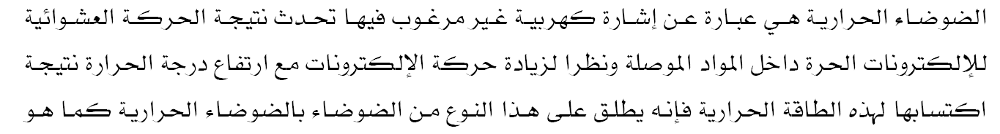 الضوضاء الحرارية هي عبارة عن إشارة كهربية غير مرغوب فيها تحدث نتيجة الحركة العشوائية
للإلكترونات الحرة داخل المواد الموصلة ونظرا لزيادة حركة الإلكترونات مع ارتفاع درجة الحرارة نتيجة
اكتسابها لهذه الطاقة الحرارية فإنه يطلق على هذا النوع من الضوضاء بالضوضاء الحرارية كما هو